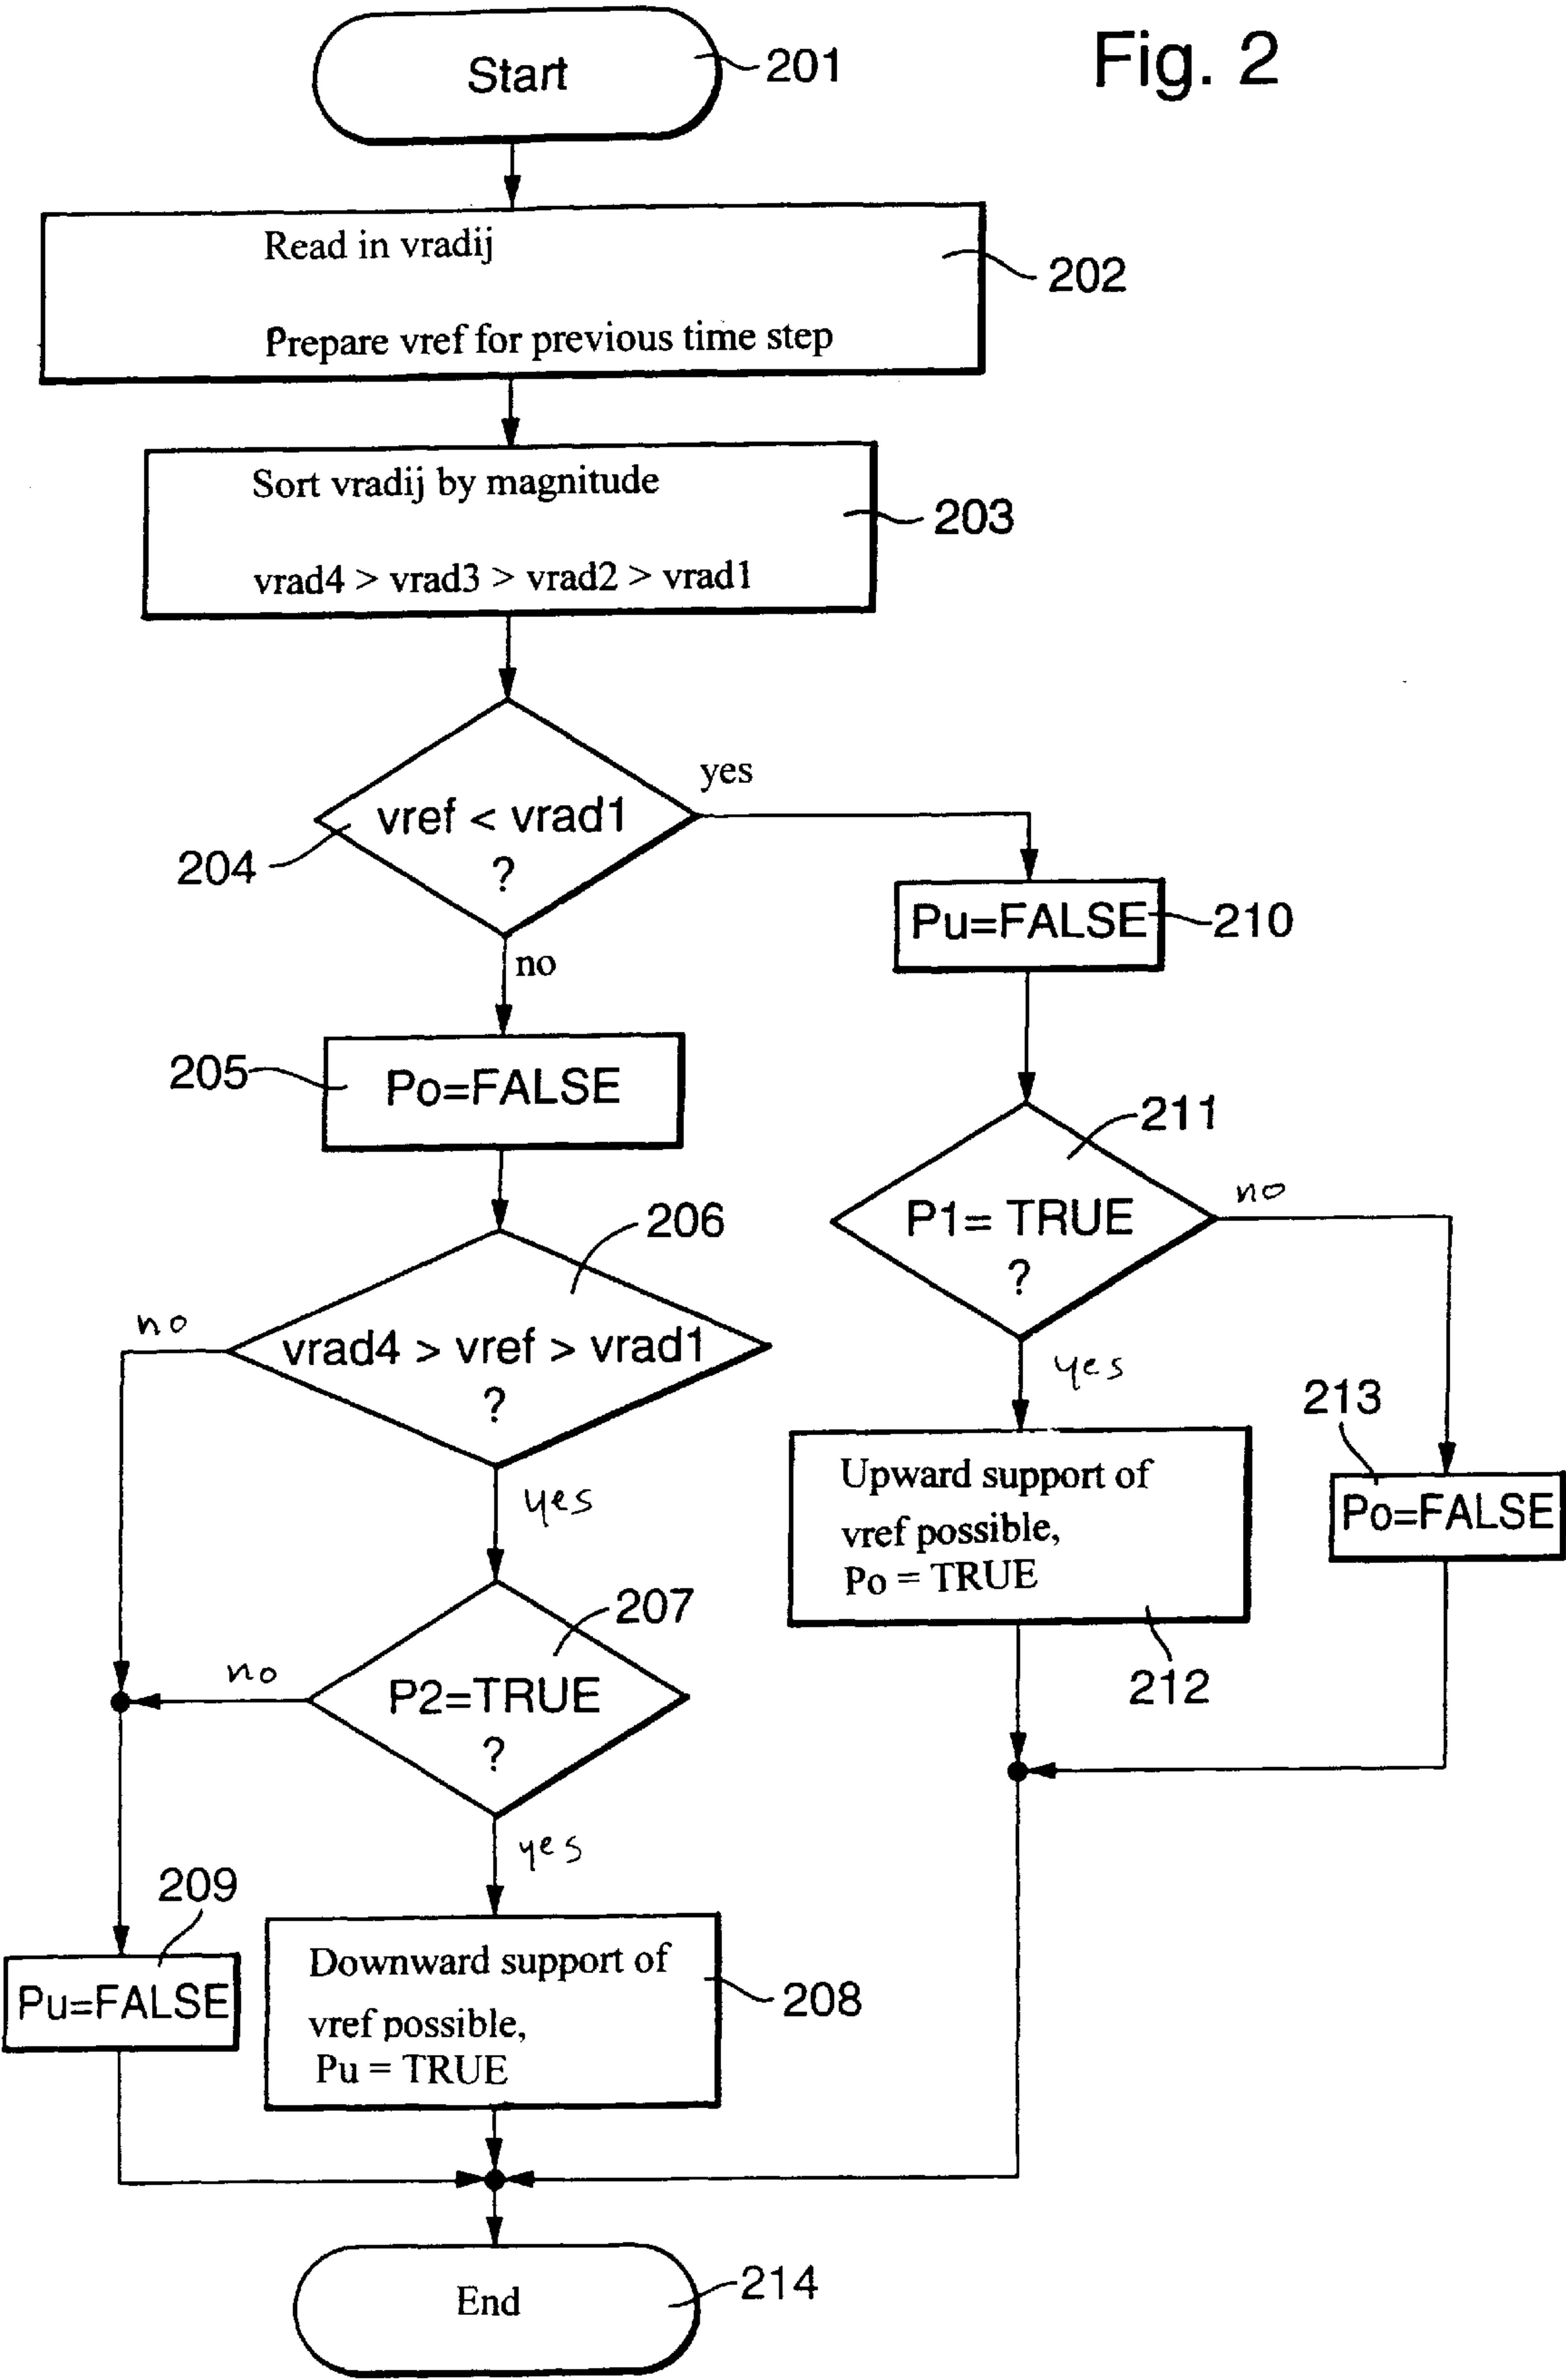 Fig. 2
Start
201
Read in vradij
202
Prepare vref for previous time step
Sort vradij by magnitude
203
vrad4 > vrad3 > vrad2 > vrad1
yes
vref < vrad1
?
204
no
Pu=FALSE
210
205
Po=FALSE
211
P1= TRUE
?
no
206
no
vrad4 > vref > vrad1
?
yes
yes
213
Po=FALSE
Upward support of
vref possible,
Po = TRUE
212
207
no
P2=TRUE
?
yes
209
Pu=FALSE
Downward support of
vref possible,
Pu = TRUE
208
End
214